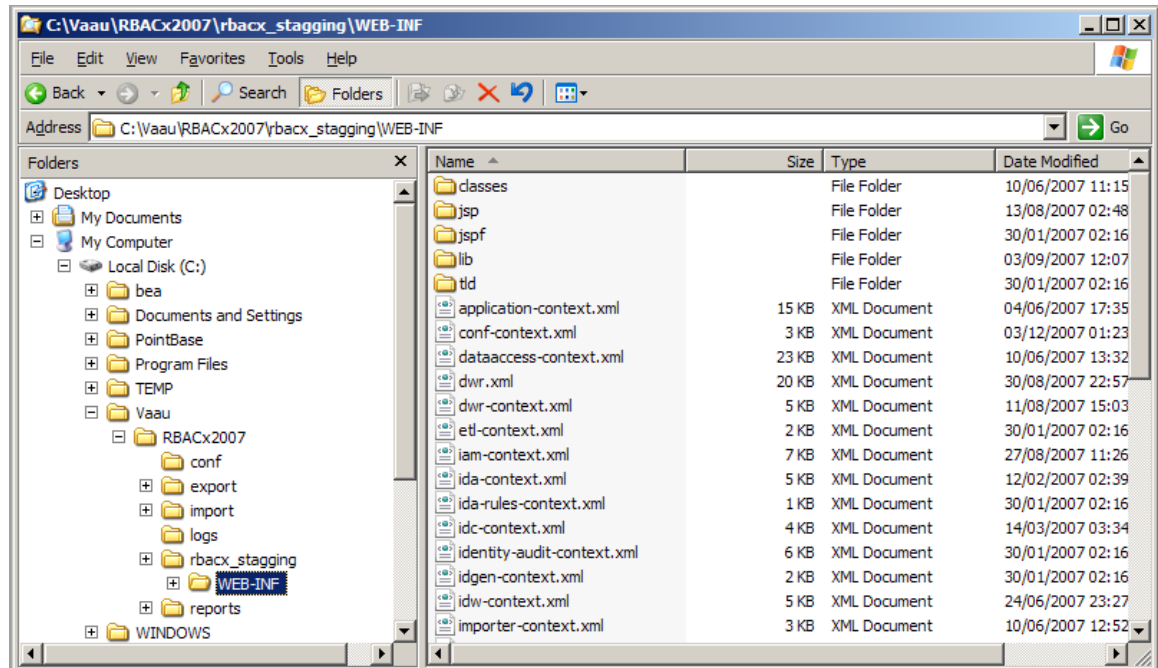 C:\Vaau\RBACx2007\rbacx_stagging\WEB-INF
File Edit View Favorites Tools Help
Back Search Folders
Address C:\Vaau\RBACx2007\rbacx_stagging\WEB-INF Go
Folders
Desktop
My Documents
My Computer
Local Disk (C:)
bea
Documents and Settings
PointBase
Program Files
TEMP
Vaau
RBACx2007
conf
export
import
logs
rbacx_stagging
WEB-INF
reports
WINDOWS
Name Size Type Date Modified
classes File Folder 10/06/2007 11:15
jsp File Folder 13/08/2007 02:48
jspf File Folder 30/01/2007 02:16
lib File Folder 03/09/2007 12:07
tld File Folder 30/01/2007 02:16
application-context.xml 15 KB XML Document 04/06/2007 17:35
conf-context.xml 3 KB XML Document 03/12/2007 01:23
dataaccess-context.xml 23 KB XML Document 10/06/2007 13:32
dwr.xml 20 KB XML Document 30/08/2007 22:57
dwr-context.xml 5 KB XML Document 11/08/2007 15:03
etl-context.xml 2 KB XML Document 30/01/2007 02:16
iam-context.xml 7 KB XML Document 27/08/2007 11:26
ida-context.xml 5 KB XML Document 12/02/2007 02:39
ida-rules-context.xml 1 KB XML Document 30/01/2007 02:16
idc-context.xml 4 KB XML Document 14/03/2007 03:34
identity-audit-context.xml 6 KB XML Document 30/01/2007 02:16
idgen-context.xml 2 KB XML Document 30/01/2007 02:16
idw-context.xml 5 KB XML Document 24/06/2007 23:27
importer-context.xml 3 KB XML Document 10/06/2007 12:52